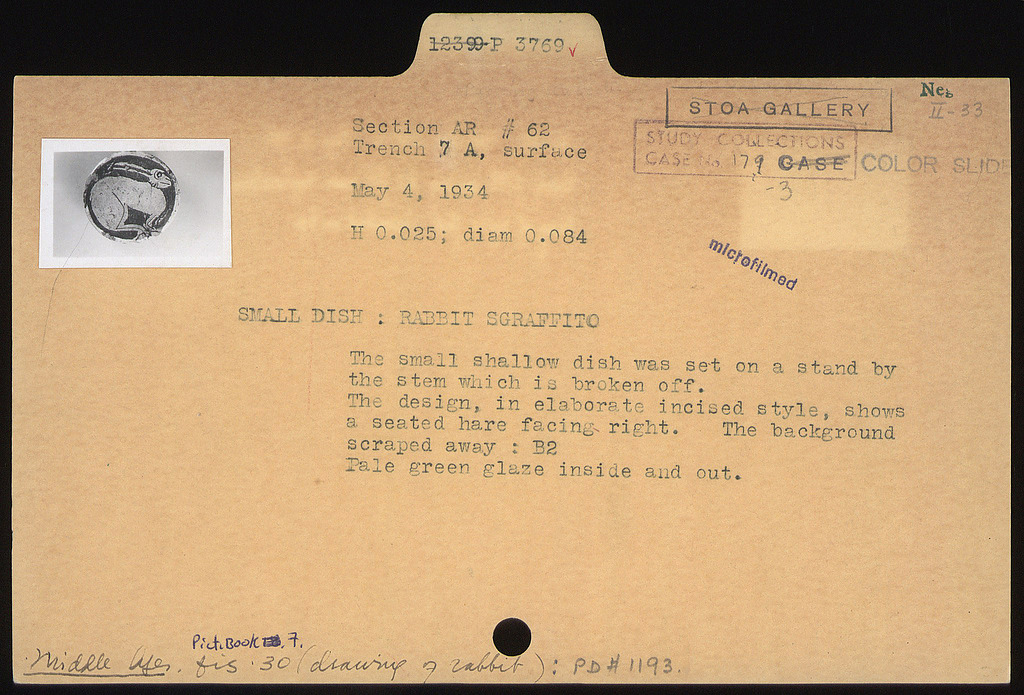 12399 P 3769 ✓
Neg
II-33
STOA GALLERY
STUDY COLLECTIONS
CASE No. 179 CASE COLOR SLIDE
-3
Section AR # 62
Trench 7 A, surface
May 4, 1934
H 0.025; diam 0.084
microfilmed
SMALL DISH : RABBIT SGRAFFITO
The small shallow dish was set on a stand by
the stem which is broken off.
The design, in elaborate incised style, shows
a seated hare facing right. The background
scraped away : B2
Pale green glaze inside and out.
Pict.Book 7.
Middle Ages. fig. 30 (drawing of rabbit): PD# 1193.